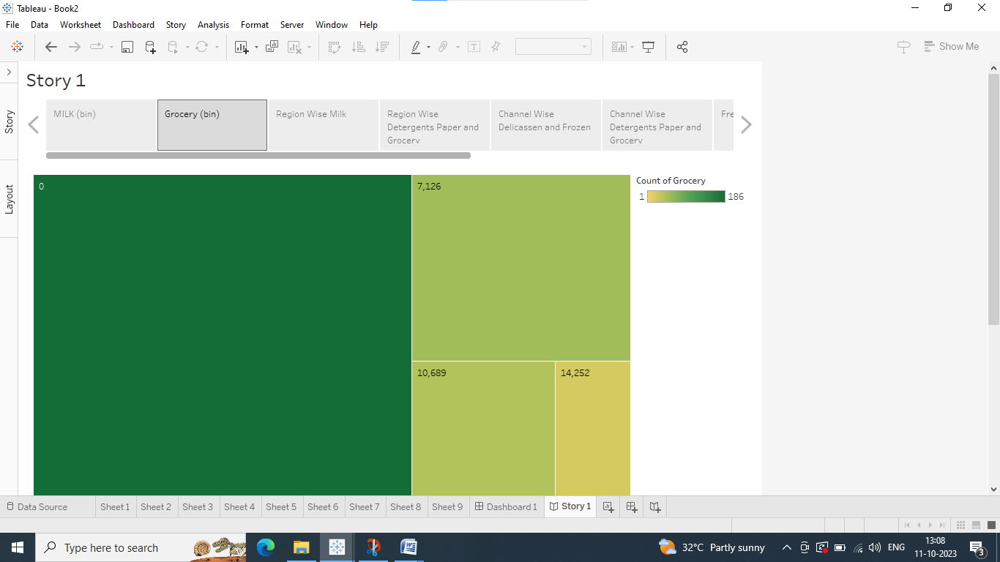 Tableau - Book2
File Data Worksheet Dashboard Story Analysis Format Server Window Help
Show Me
Story 1
Story
Layout
MILK (bin)
Grocery (bin)
Region Wise Milk
Region Wise
Detergents Paper and
Grocery
Channel Wise
Delicassen and Frozen
Channel Wise
Detergents Paper and
Grocery
Fre
0
7,126
10,689
14,252
Count of Grocery
1 186
Data Source Sheet 1 Sheet 2 Sheet 3 Sheet 4 Sheet 5 Sheet 6 Sheet 7 Sheet 8 Sheet 9 Dashboard 1 Story 1
Type here to search
32°C Partly sunny
ENG
13:08
11-10-2023
3